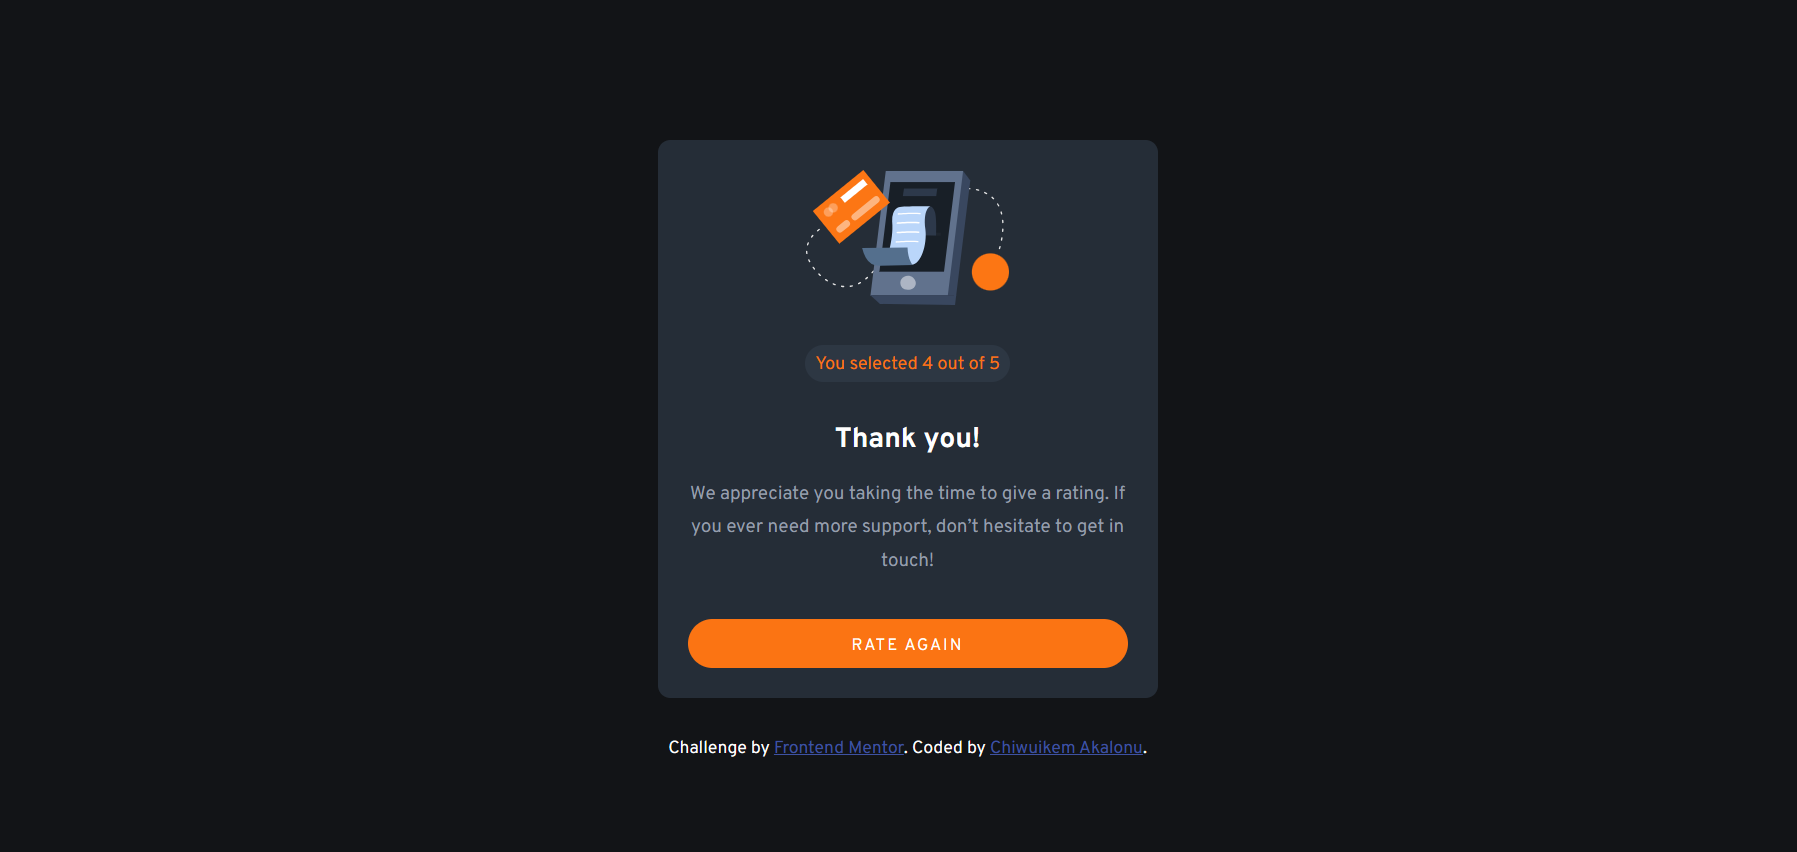 You selected 4 out of 5
Thank you!
We appreciate you taking the time to give a rating. If
you ever need more support, don’t hesitate to get in
touch!
RATE AGAIN
Challenge by Frontend Mentor. Coded by Chiwuikem Akalonu.